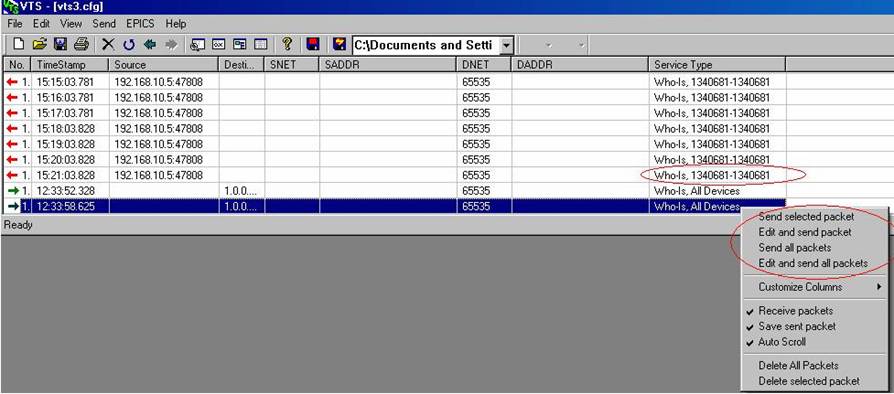 VTS - [vts3.cfg]
File Edit View Send EPICS Help
C:\Documents and Setti
No. TimeStamp Source Desti... SNET SADDR DNET DADDR Service Type
1. 15:15:03.781 192.168.10.5:47808 65535 Who-Is, 1340681-1340681
1. 15:16:03.781 192.168.10.5:47808 65535 Who-Is, 1340681-1340681
1. 15:17:03.781 192.168.10.5:47808 65535 Who-Is, 1340681-1340681
1. 15:18:03.828 192.168.10.5:47808 65535 Who-Is, 1340681-1340681
1. 15:19:03.828 192.168.10.5:47808 65535 Who-Is, 1340681-1340681
1. 15:20:03.828 192.168.10.5:47808 65535 Who-Is, 1340681-1340681
1. 15:21:03.828 192.168.10.5:47808 65535 Who-Is, 1340681-1340681
1. 12:33:52.328 1.0.0.... 65535 Who-Is, All Devices
1. 12:33:58.625 1.0.0.... 65535 Who-Is, All Devices
Ready
Send selected packet
Edit and send packet
Send all packets
Edit and send all packets
Customize Columns
Receive packets
Save sent packet
Auto Scroll
Delete All Packets
Delete selected packet